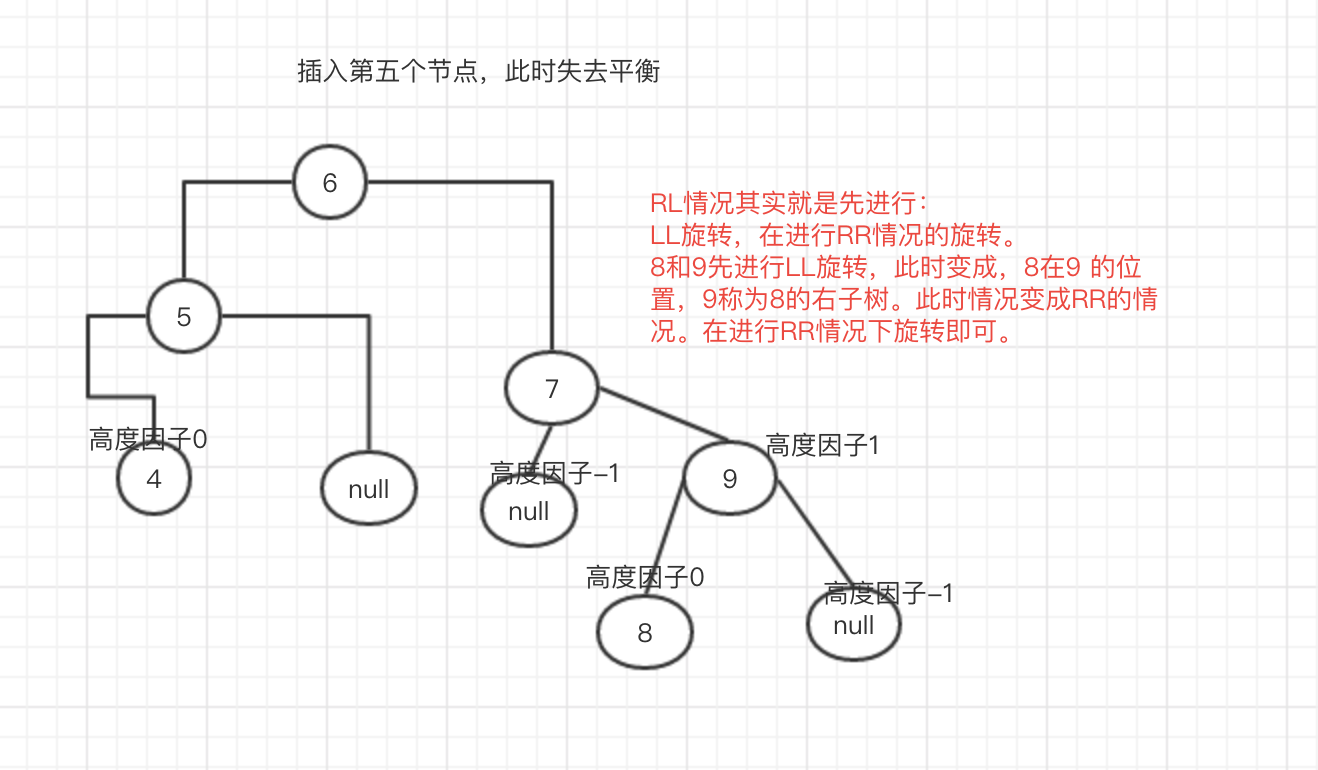 插入第五个节点，此时失去平衡
6
RL情况其实就是先进行：
LL旋转，在进行RR情况的旋转。
8和9先进行LL旋转，此时变成，8在9 的位
置，9称为8的右子树。此时情况变成RR的情
况。在进行RR情况下旋转即可。
5
7
高度因子0
高度因子1
4
null
高度因子-1
null
9
高度因子0
高度因子-1
8
null